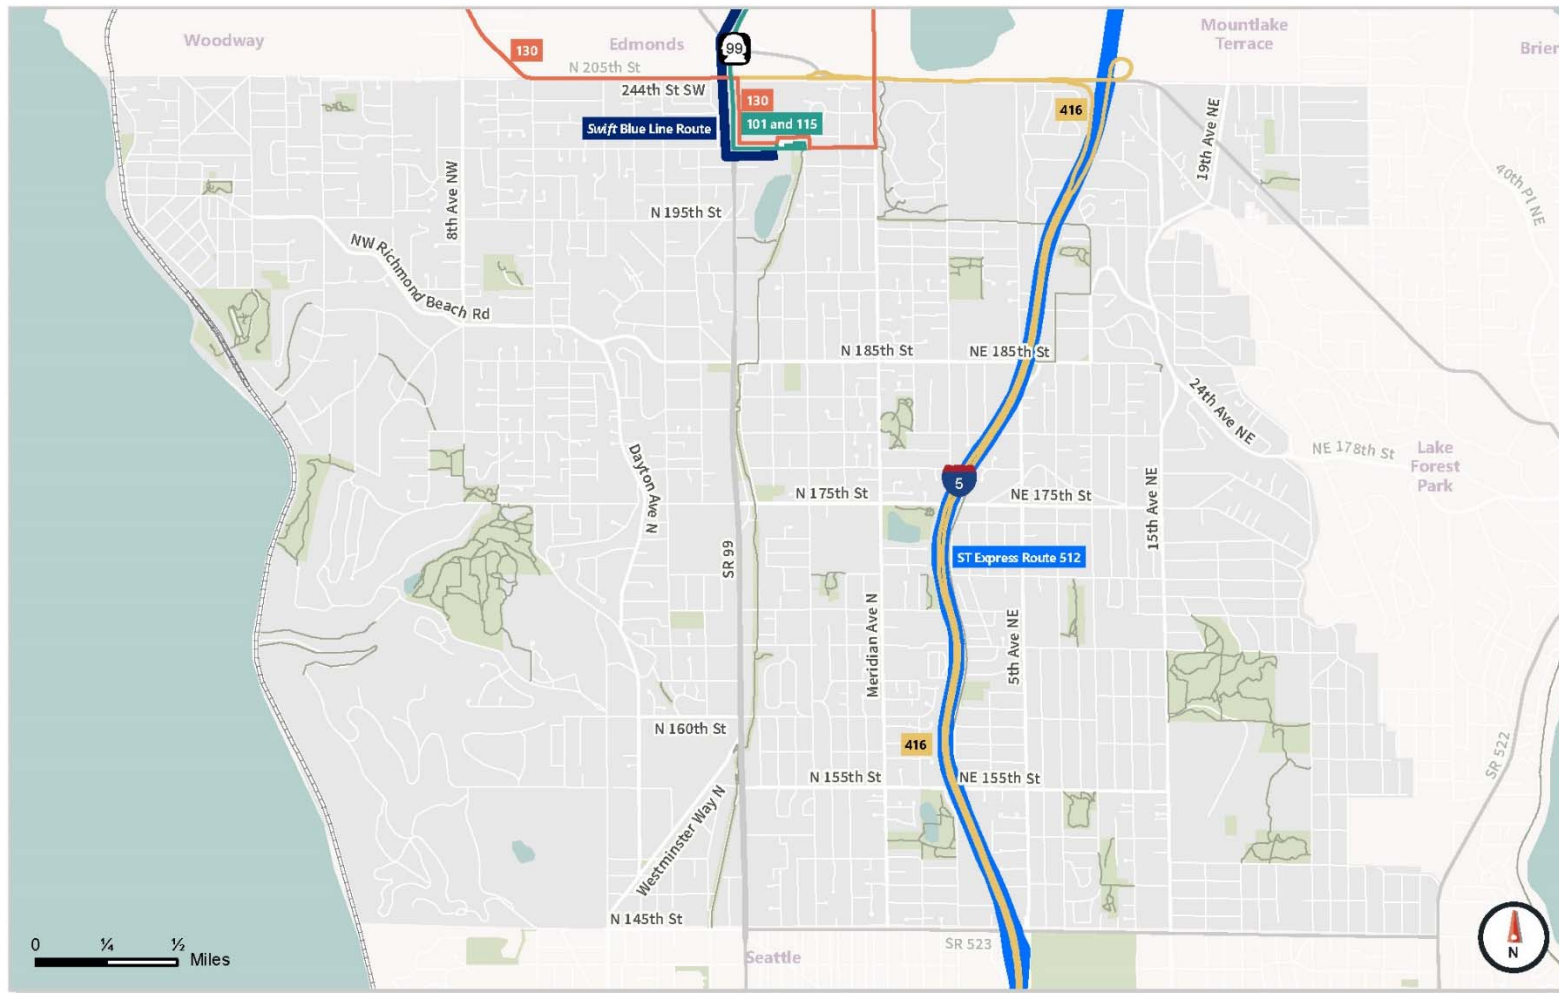 Woodway
130
Edmonds
99
Mountlake
Terrace
Brier
N 205th St
244th St SW
130
416
Swift Blue Line Route
101 and 115
19th Ave NE
40th Pl NE
8th Ave NW
N 195th St
NW Richmond Beach Rd
N 185th St
NE 185th St
24th Ave NE
Dayton Ave N
NE 178th St
Lake
Forest
Park
5
N 175th St
NE 175th St
15th Ave NE
SR 99
ST Express Route 512
Meridian Ave N
5th Ave NE
N 160th St
416
SR 522
N 155th St
NE 155th St
Westminster Way N
N 145th St
SR 523
Seattle
0 ¼ ½
Miles
N